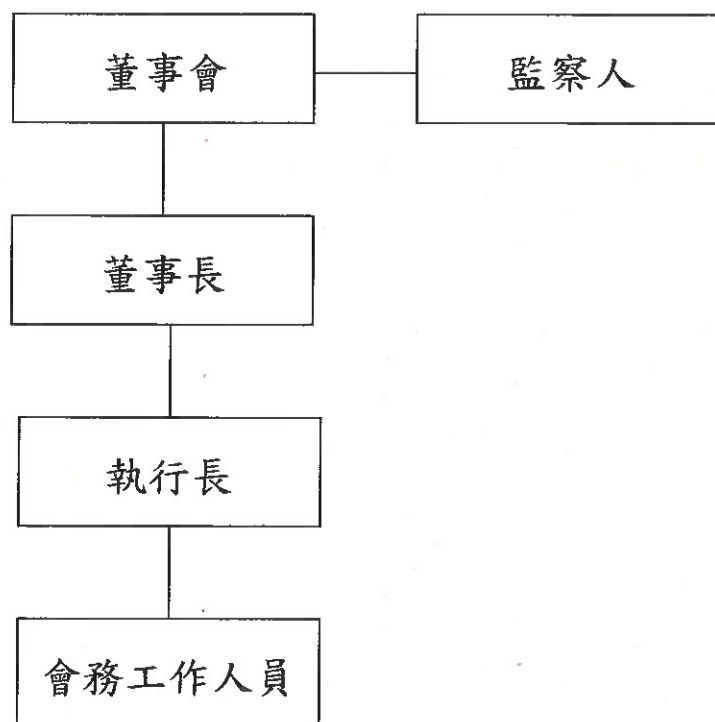 董事會
監察人
董事長
執行長
會務工作人員